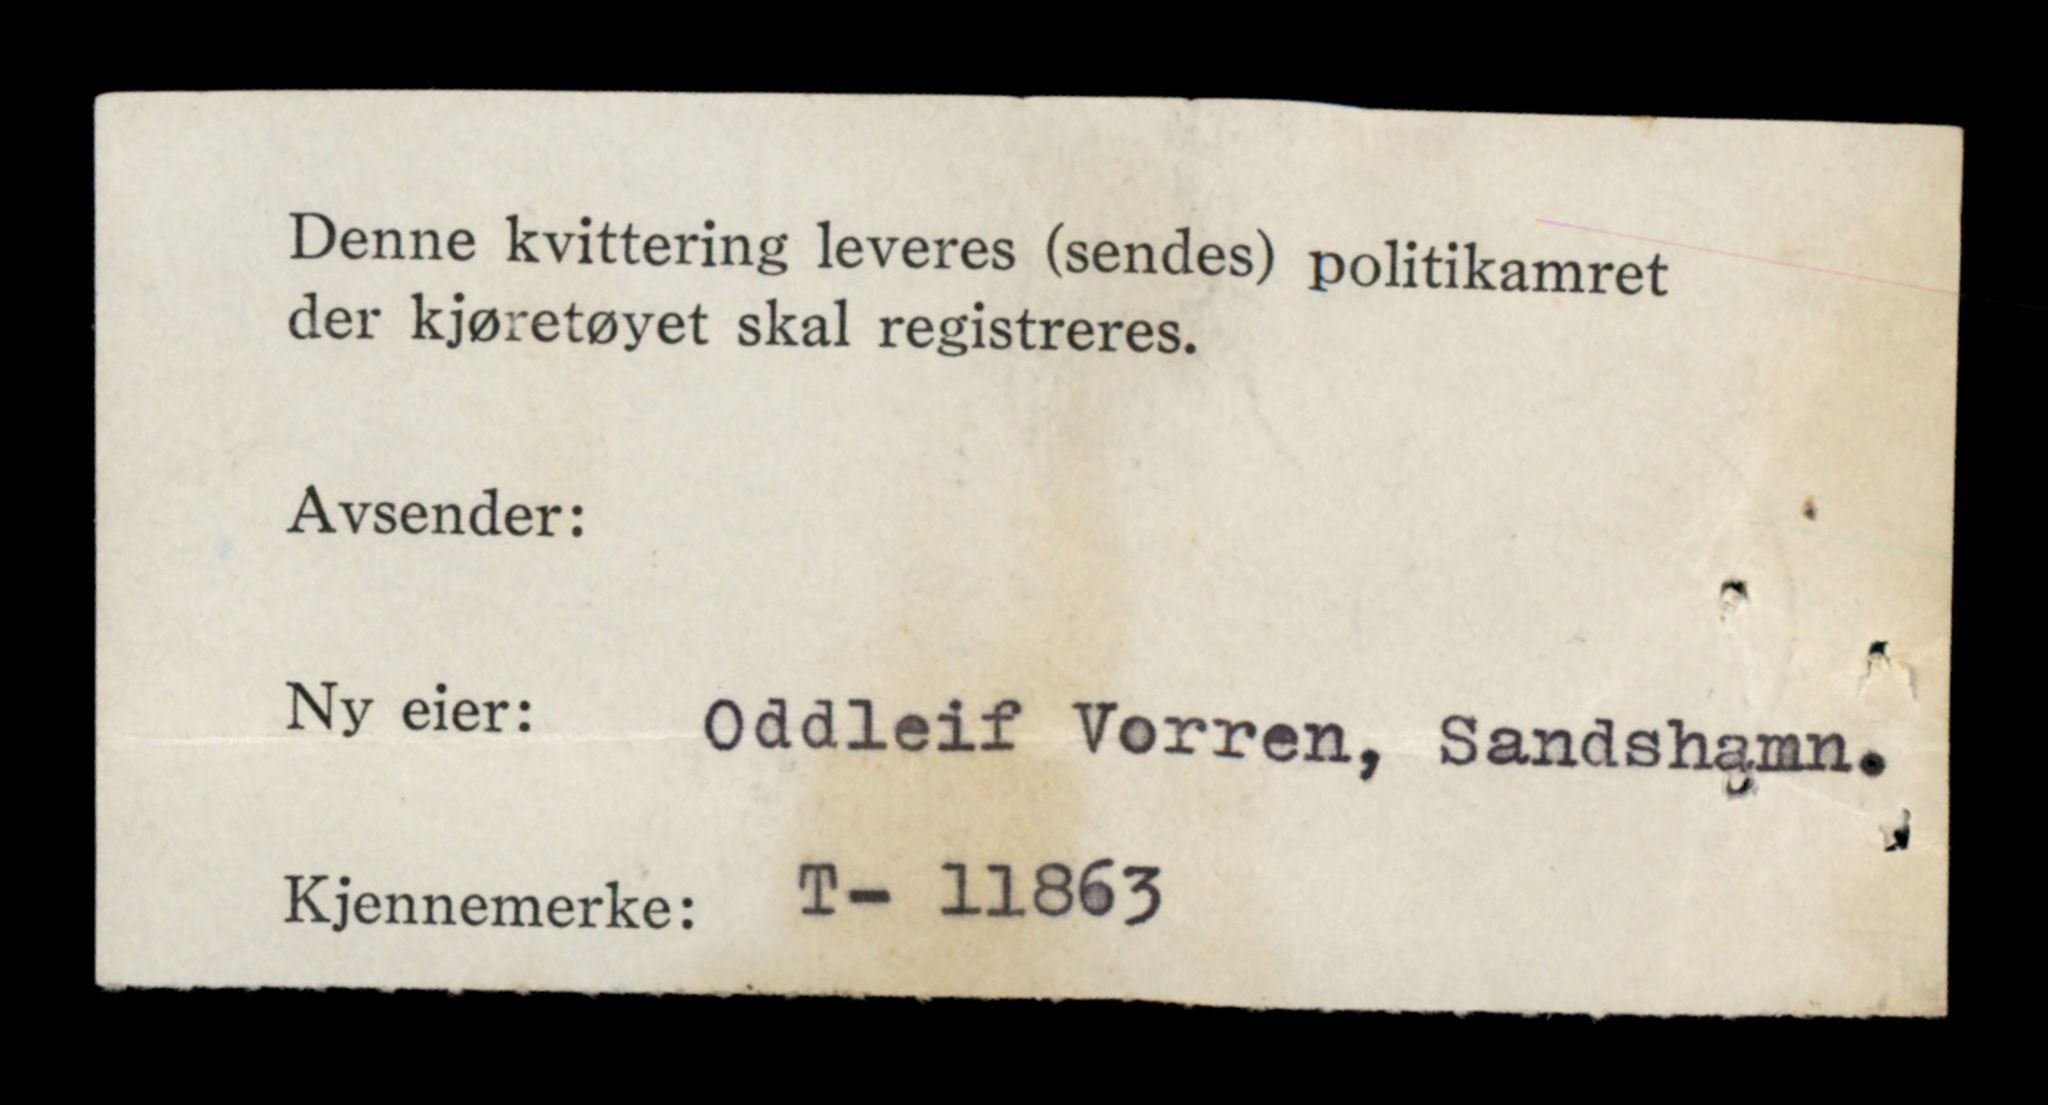 Denne kvittering leveres (sendes) politikamret
der kjøretøyet skal registreres.
Avsender:
Ny eier: Oddleif Vorren, Sandshamn.
Kjennemerke: T- 11863